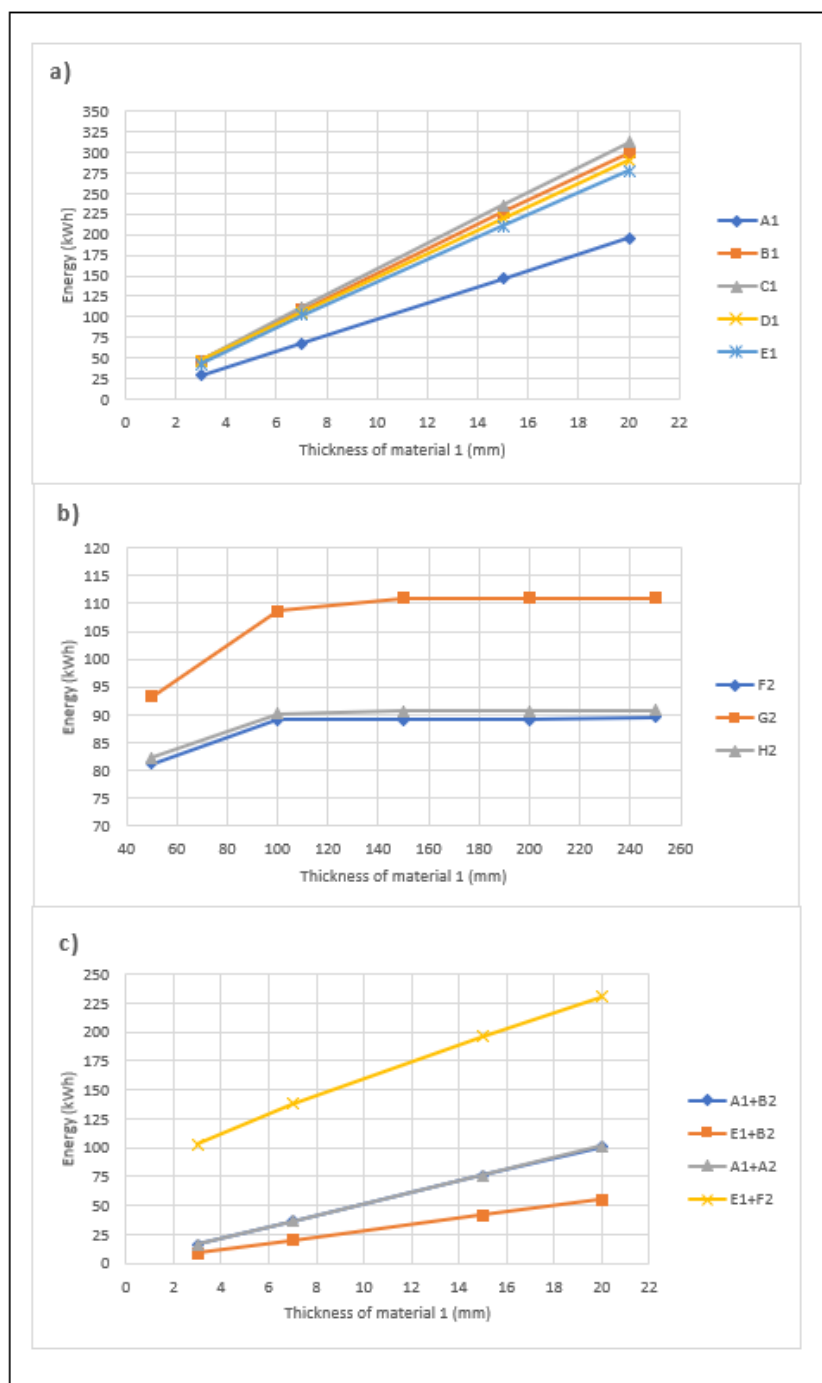 a)
350
325
300
275
250
225
200
175
150
125
100
75
50
25
0
Energy (kWh)
0 2 4 6 8 10 12 14 16 18 20 22
Thickness of material 1 (mm)
A1
B1
C1
D1
E1
b)
120
115
110
105
100
95
90
85
80
75
70
Energy (kWh)
40 60 80 100 120 140 160 180 200 220 240 260
Thickness of material 1 (mm)
F2
G2
H2
c)
250
225
200
175
150
125
100
75
50
25
0
Energy (kWh)
0 2 4 6 8 10 12 14 16 18 20 22
Thickness of material 1 (mm)
A1+B2
E1+B2
A1+A2
E1+F2